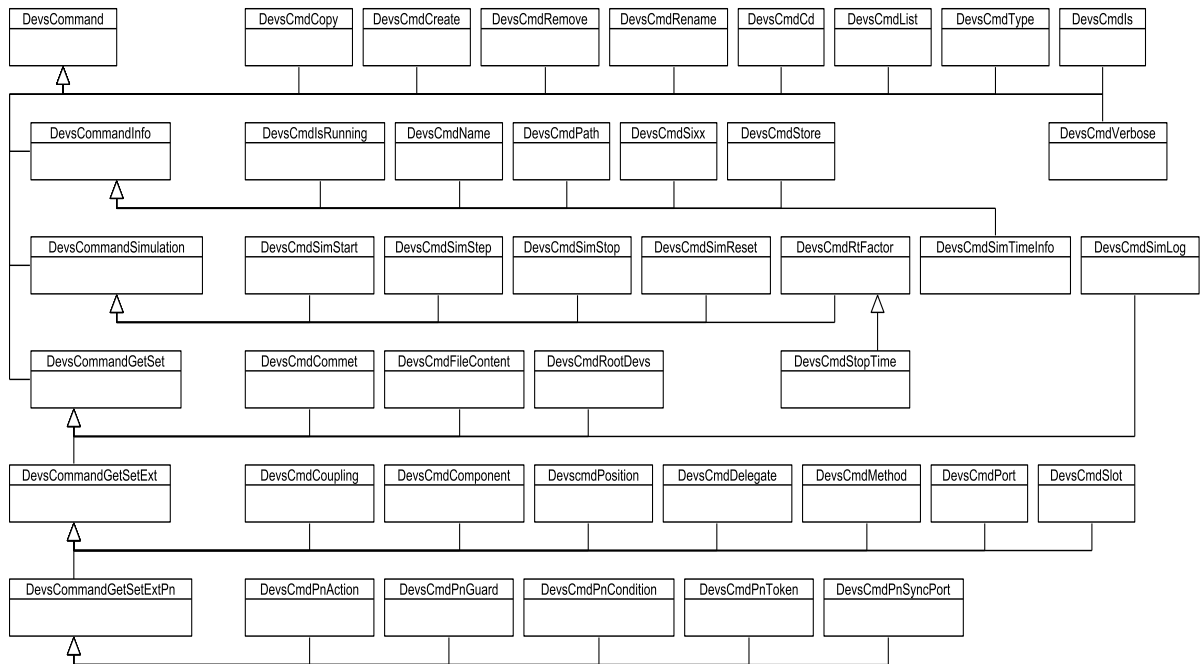 DevsCommand
DevsCmdCopy
DevsCmdCreate
DevsCmdRemove
DevsCmdRename
DevsCmdCd
DevsCmdList
DevsCmdType
DevsCmdIs
DevsCommandInfo
DevsCmdIsRunning
DevsCmdName
DevsCmdPath
DevsCmdSixx
DevsCmdStore
DevsCmdVerbose
DevsCommandSimulation
DevsCmdSimStart
DevsCmdSimStep
DevsCmdSimStop
DevsCmdSimReset
DevsCmdRtFactor
DevsCmdSimTimeInfo
DevsCmdSimLog
DevsCommandGetSet
DevsCmdCommet
DevsCmdFileContent
DevsCmdRootDevs
DevsCmdStopTime
DevsCommandGetSetExt
DevsCmdCoupling
DevsCmdComponent
DevscmdPosition
DevsCmdDelegate
DevsCmdMethod
DevsCmdPort
DevsCmdSlot
DevsCommandGetSetExtPn
DevsCmdPnAction
DevsCmdPnGuard
DevsCmdPnCondition
DevsCmdPnToken
DevsCmdPnSyncPort